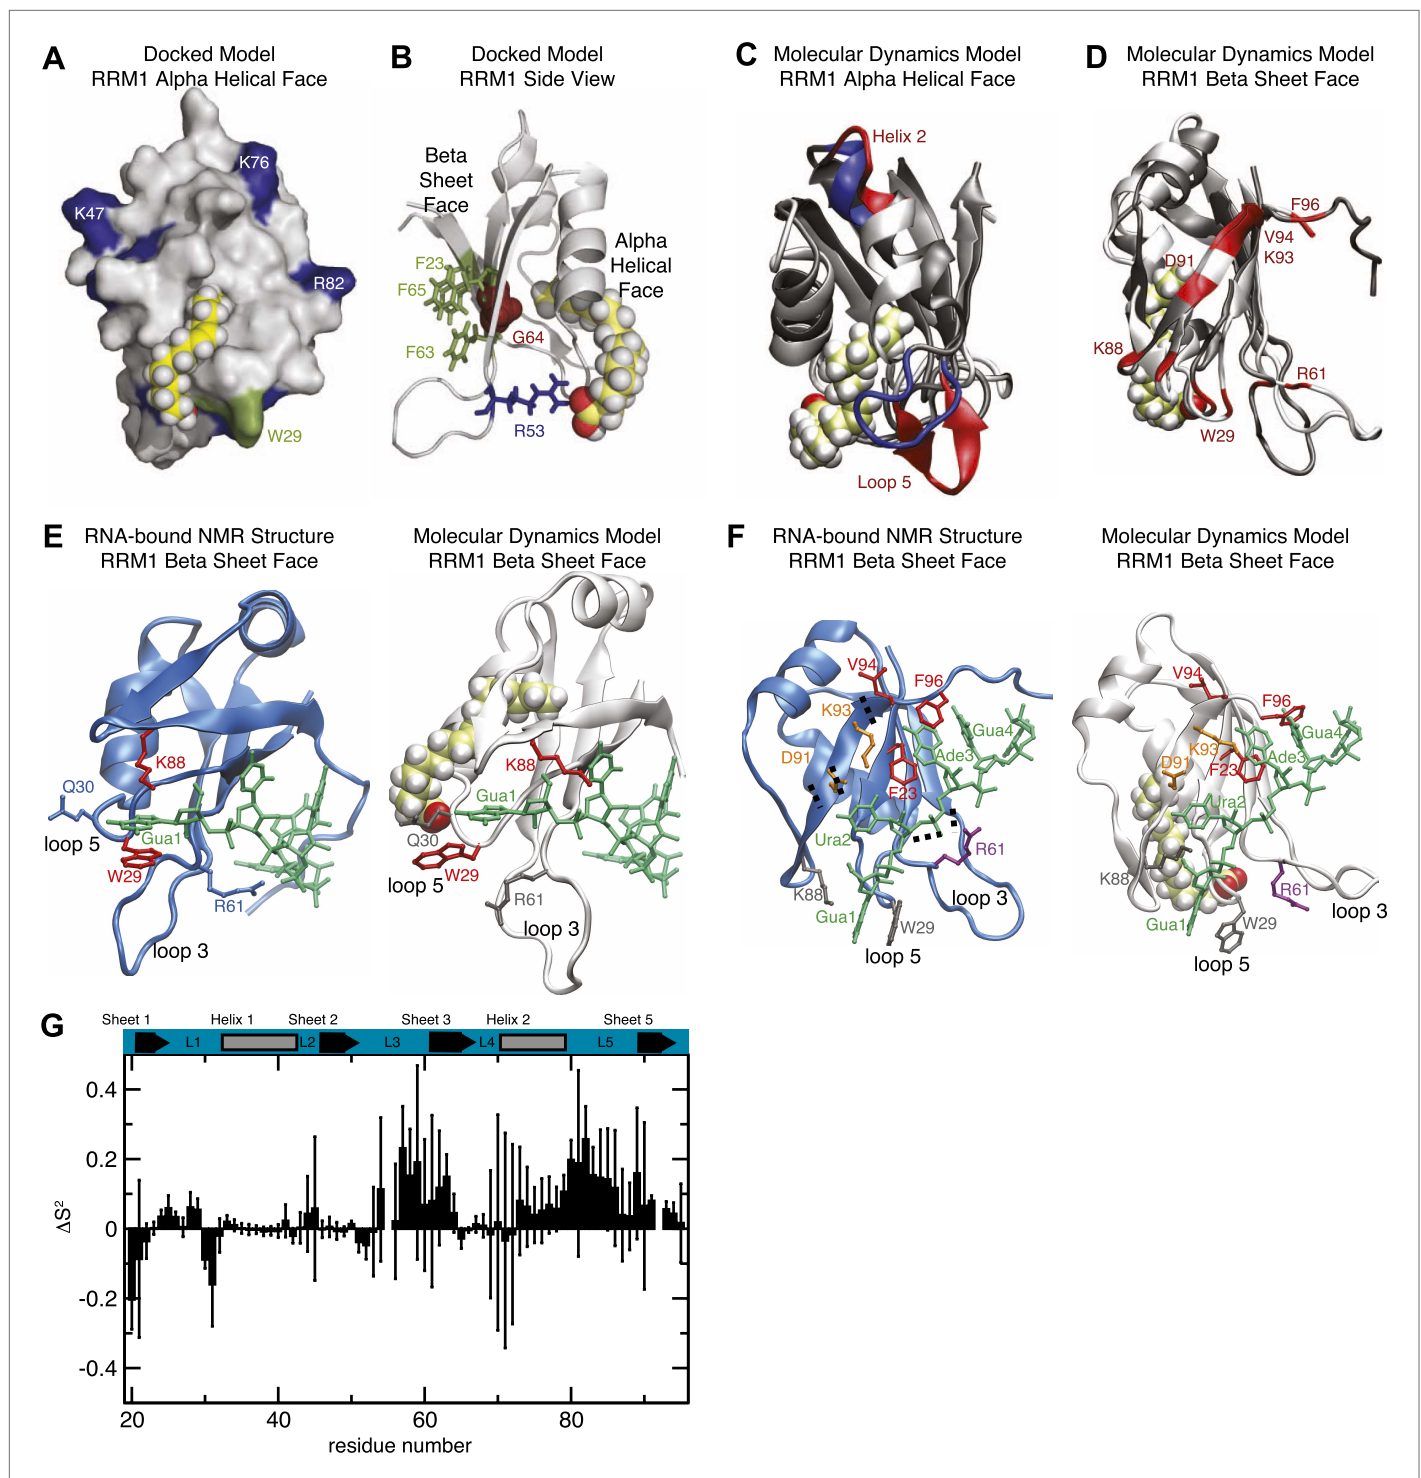 A
Docked Model
RRM1 Alpha Helical Face
K76
K47
R82
W29
B
Docked Model
RRM1 Side View
Beta
Sheet
Face
Alpha
Helical
Face
F23
F65
F63
G64
R53
C
Molecular Dynamics Model
RRM1 Alpha Helical Face
Helix 2
Loop 5
D
Molecular Dynamics Model
RRM1 Beta Sheet Face
F96
V94
K93
D91
K88
R61
W29
E
RNA-bound NMR Structure
RRM1 Beta Sheet Face
K88
Q30
loop 5
Gua1
W29
R61
loop 3
Molecular Dynamics Model
RRM1 Beta Sheet Face
K88
Gua1
Q30
loop 5
W29
R61
loop 3
F
RNA-bound NMR Structure
RRM1 Beta Sheet Face
V94
F96
K93
Gua4
Ade3
D91
F23
Ura2
R61
K88
loop 3
Gua1
W29
loop 5
Molecular Dynamics Model
RRM1 Beta Sheet Face
V94
F96
Gua4
K93
Ade3
D91
F23
Ura2
K88
R61
loop 3
Gua1
W29
loop 5
G
Sheet 1
Helix 1
Sheet 2
Sheet 3
Helix 2
Sheet 5
L1
L2
L3
L4
L5
0.4
0.2
0
-0.2
-0.4
ΔS²
20
40
60
80
residue number